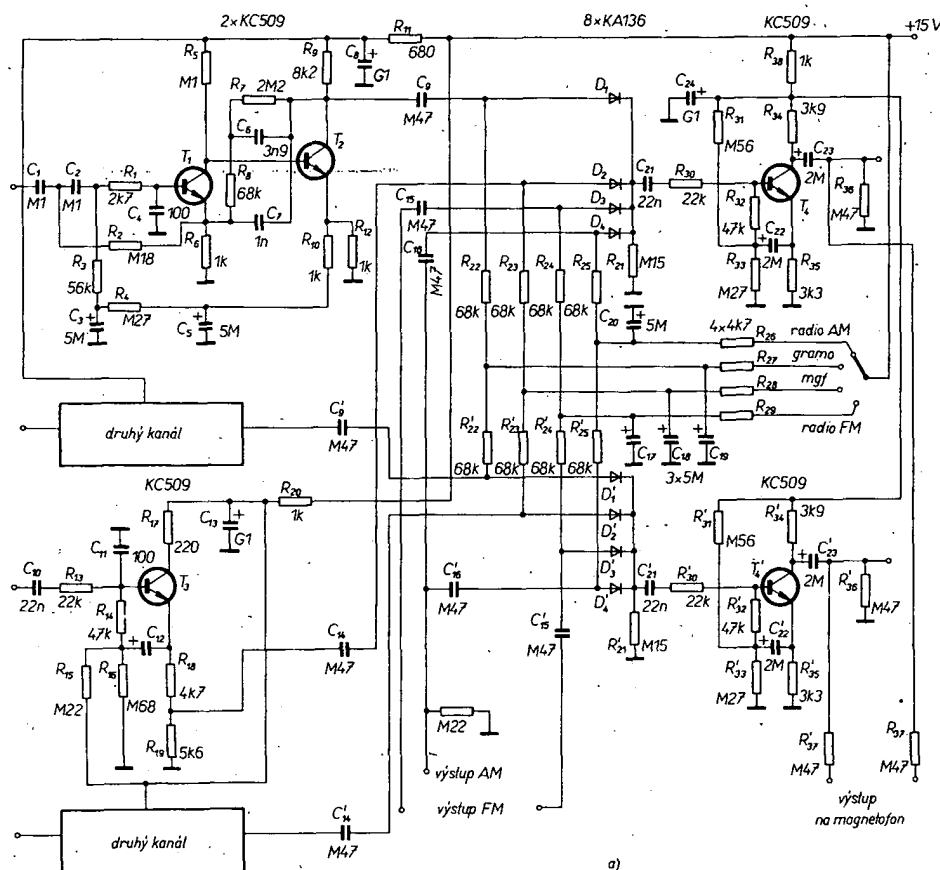 2×KC509
8×KA136
KC509
+15 V
R₅
M1
C₈
G1
+
R₉
8k2
R₁₁
680
R₃₈
1k
R₇
2M2
C₆
3n9
C₉
M47
D₁
C₂₄
G1
+
R₃₁
M56
R₃₄
3k9
T₁
T₂
C₂₃
+
2M
R₃₆
M47
C₁
M1
C₂
M1
R₁
2k7
C₄
100
R₈
68k
C₇
1n
R₂
M18
R₆
1k
R₁₀
1k
R₁₂
1k
C₁₅
M47
C₁₆
M47
D₂
D₃
D₄
C₂₁
22n
R₃₀
22k
R₃₂
47k
T₄
+
C₂₂
2M
R₃₃
M27
R₃₅
3k3
R₃
56k
R₄
M27
C₃
+
5M
C₅
+
5M
R₂₂
68k
R₂₃
68k
R₂₄
68k
R₂₅
68k
R₂₁
M15
C₂₀
+
5M
4×4k7
R₂₆
radio AM
R₂₇
gramo
R₂₈
mgf
R₂₉
radio FM
druhý kanál
C'₉
M47
R'₂₂
68k
R'₂₃
68k
R'₂₄
68k
R'₂₅
68k
+
C₁₇
+
C₁₈
+
C₁₉
3×5M
KC509
KC509
R₁₇
220
+
C₁₃
G1
R₂₀
1k
D'₁
D'₂
D'₃
D'₄
R'₃₁
M56
R'₃₄
3k9
C₁₁
100
C₁₀
22n
R₁₃
22k
T₃
R₁₄
47k
+
C₁₂
C'₁₆
M47
C'₂₁
22n
R'₃₀
22k
T'₄
+
C'₂₃
2M
R'₃₆
M47
R'₃₂
47k
+
C'₂₂
2M
R'₃₃
M27
R'₃₅
3k3
C₁₄
M47
C'₁₅
M47
R'₂₁
M15
R₁₅
M22
R₁₆
M68
R₁₈
4k7
R₁₉
5k6
M22
R'₃₇
M47
R₃₇
M47
výstup AM
výstup FM
výstup
na magnetofon
druhý kanál
C'₁₄
M47
a)